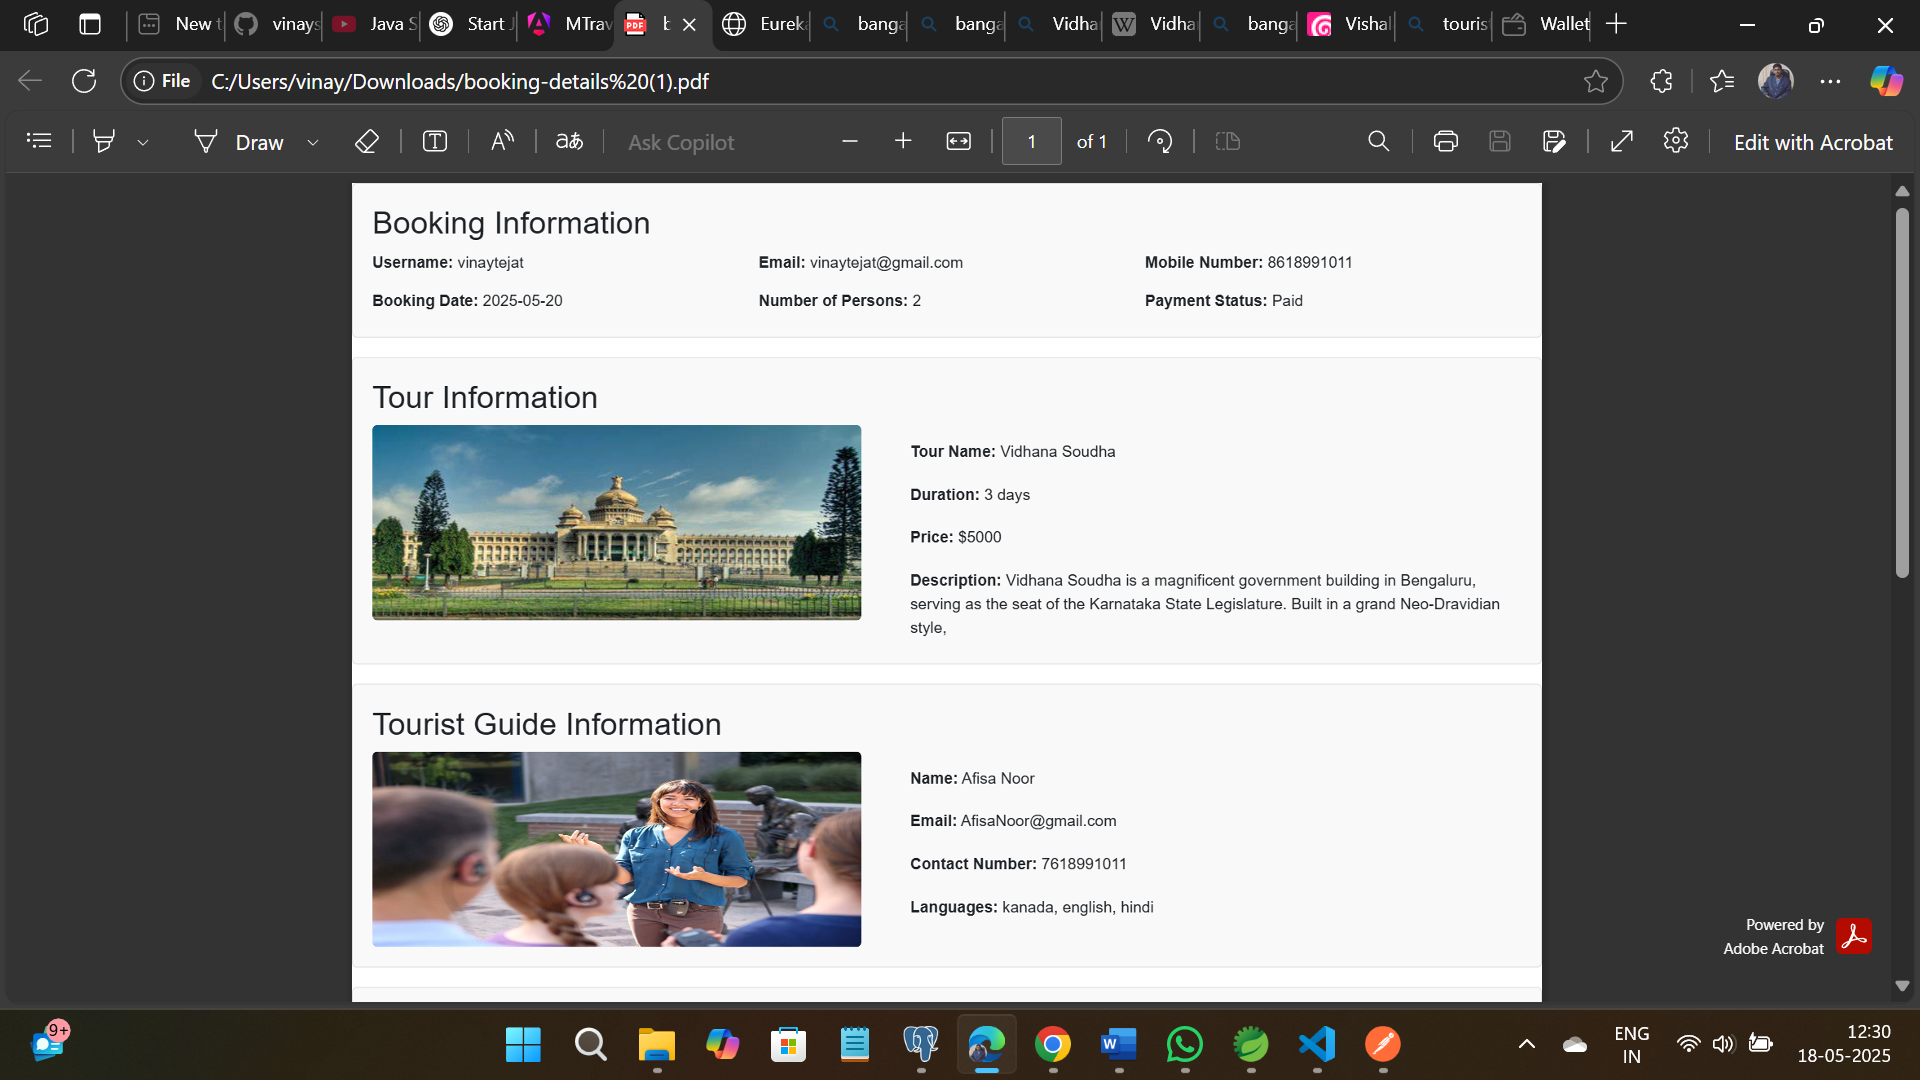 New t
vinays
Java S
Start J
MTrav
b
Eureka
banga
banga
Vidha
Vidha
banga
Vishal
touris
Wallet
File C:/Users/vinay/Downloads/booking-details%20(1).pdf
Draw
Ask Copilot
1 of 1
Edit with Acrobat
Booking Information
Username: vinaytejat Email: vinaytejat@gmail.com Mobile Number: 8618991011
Booking Date: 2025-05-20 Number of Persons: 2 Payment Status: Paid
Tour Information
Tour Name: Vidhana Soudha
Duration: 3 days
Price: $5000
Description: Vidhana Soudha is a magnificent government building in Bengaluru,
serving as the seat of the Karnataka State Legislature. Built in a grand Neo-Dravidian
style,
Tourist Guide Information
Name: Afisa Noor
Email: AfisaNoor@gmail.com
Contact Number: 7618991011
Languages: kanada, english, hindi
Powered by
Adobe Acrobat
9+
ENG
IN
12:30
18-05-2025